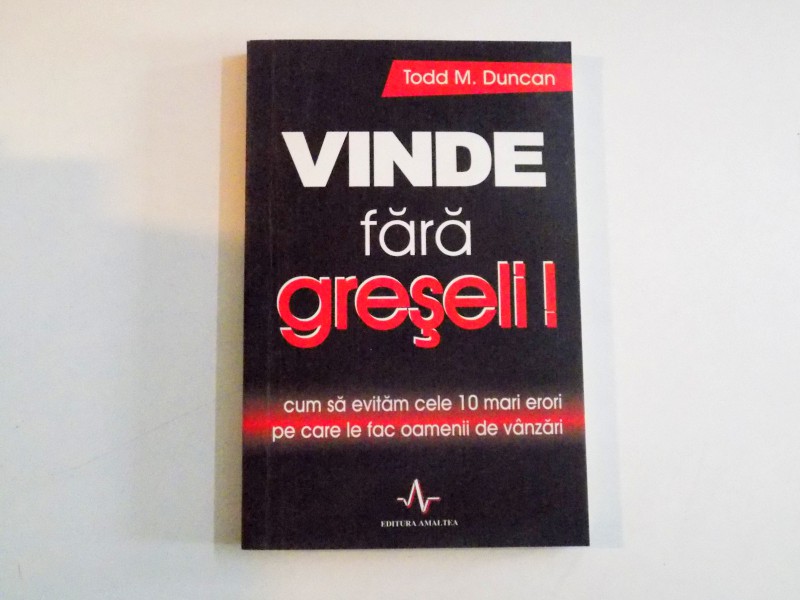 Todd M. Duncan
VINDE
fără
greşeli!
cum să evităm cele 10 mari erori
pe care le fac oamenii de vânzări
EDITURA AMALTEA